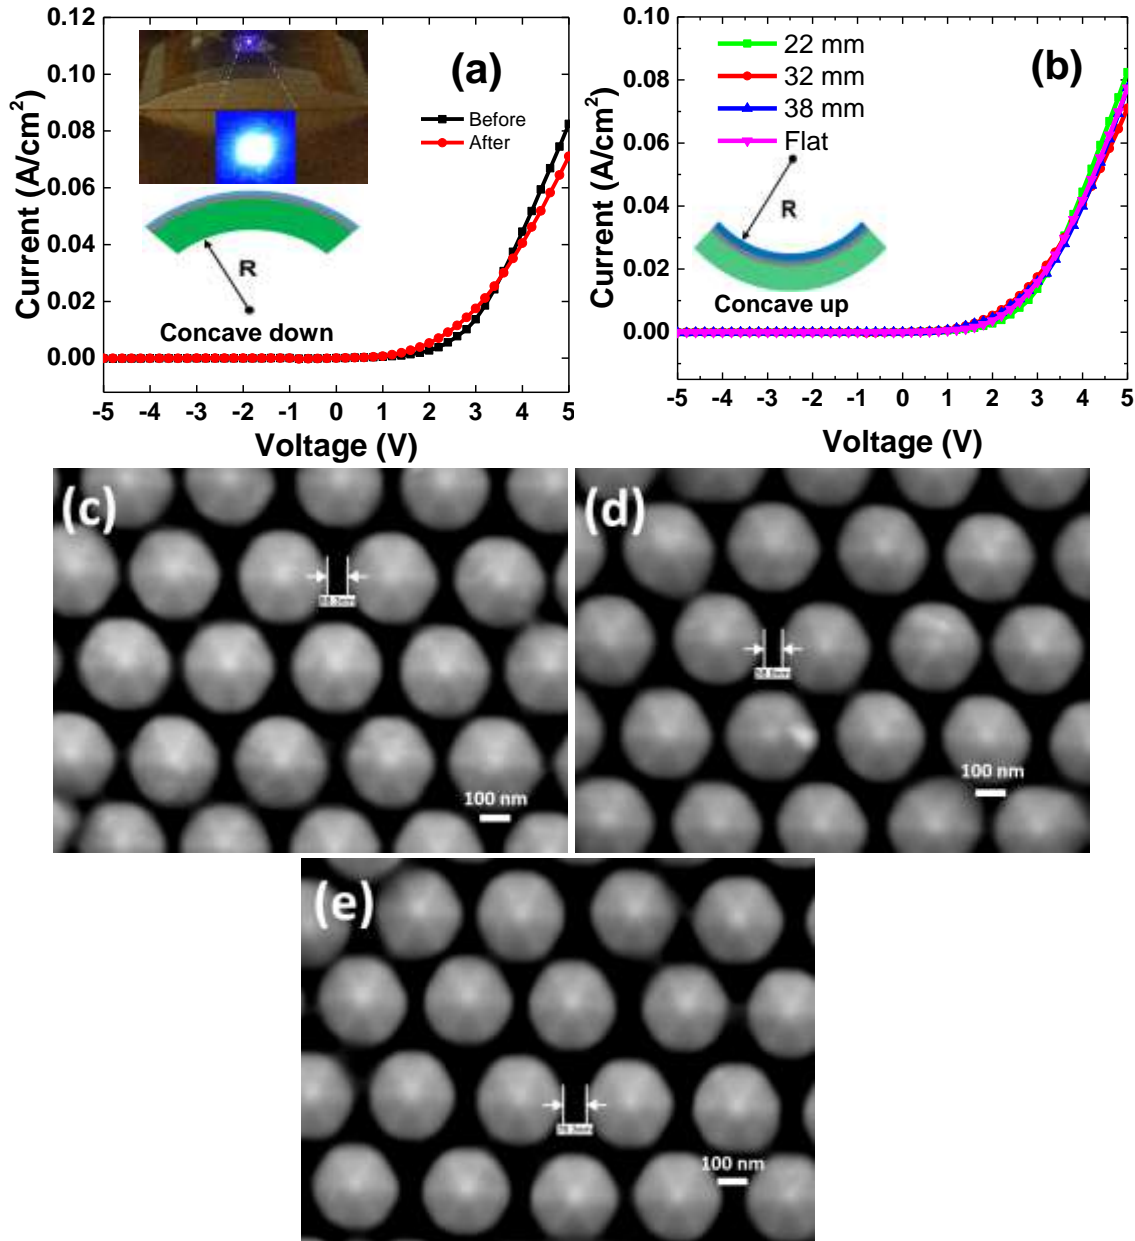 (a)
0.12
0.10
0.08
0.06
0.04
0.02
0.00
Current (A/cm²)
Before
After
R
Concave down
-5 -4 -3 -2 -1 0 1 2 3 4 5
Voltage (V)
(b)
0.10
0.08
0.06
0.04
0.02
0.00
Current (A/cm²)
22 mm
32 mm
38 mm
Flat
R
Concave up
-5 -4 -3 -2 -1 0 1 2 3 4 5
Voltage (V)
(c)
100 nm
(d)
100 nm
(e)
100 nm